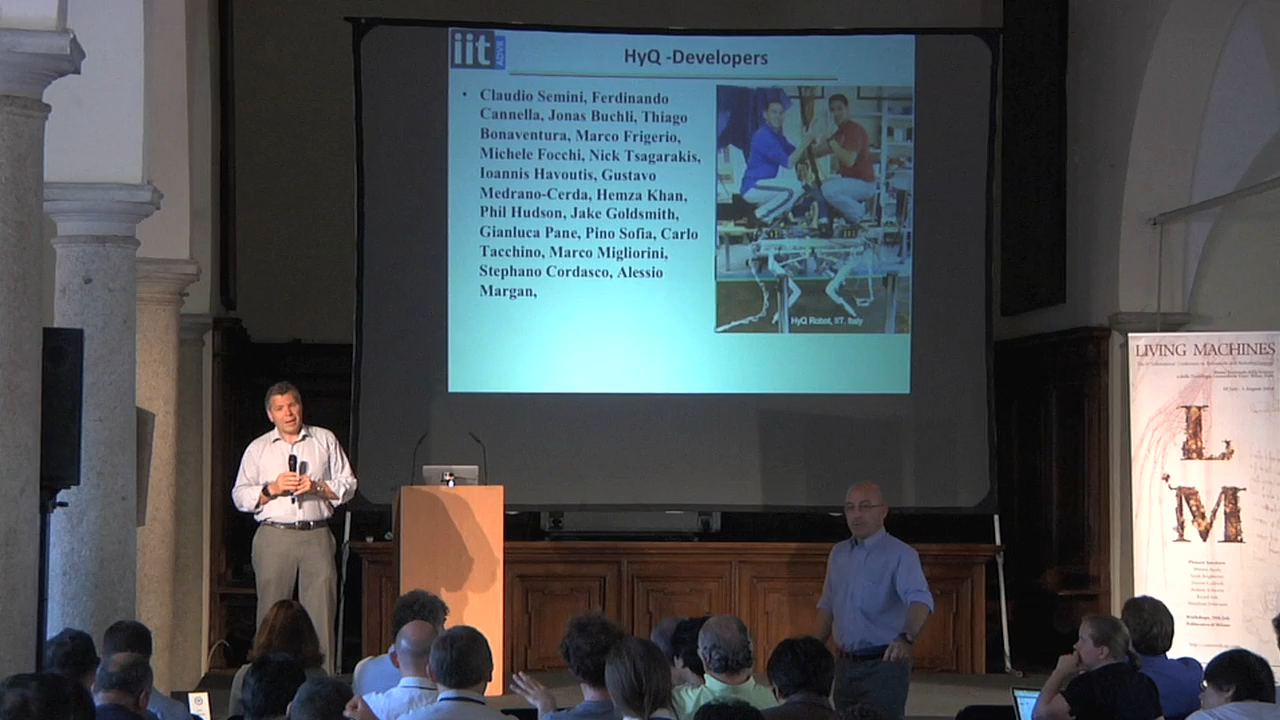 iit
ADVR
HyQ -Developers
• Claudio Semini, Ferdinando
Cannella, Jonas Buchli, Thiago
Bonaventura, Marco Frigerio,
Michele Focchi, Nick Tsagarakis,
Ioannis Havoutis, Gustavo
Medrano-Cerda, Hemza Khan,
Phil Hudson, Jake Goldsmith,
Gianluca Pane, Pino Sofia, Carlo
Tacchino, Marco Migliorini,
Stephano Cordasco, Alessio
Margan,
HyQ Robot, IIT, Italy
LIVING MACHINES
L
M